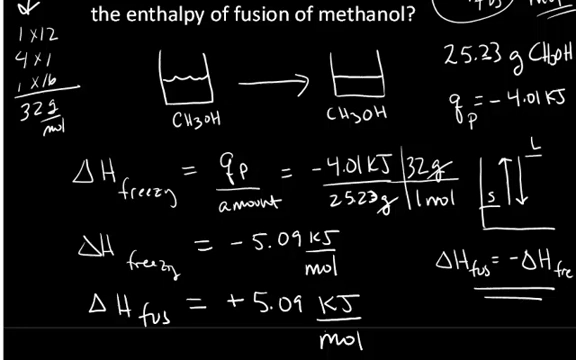 the enthalpy of fusion of methanol?
1 x 12
4 x 1
1 x 16
32 g/mol
CH3OH
CH3OH
25.23 g CH3OH
qp = - 4.01 KJ
ΔH freezy = qp/amount = -4.01 KJ/25.23 g | 32 g/1 mol
ΔH freezy = - 5.09 KJ/mol
ΔH fus = + 5.09 KJ/mol
L
S
ΔH fus = - ΔH fre